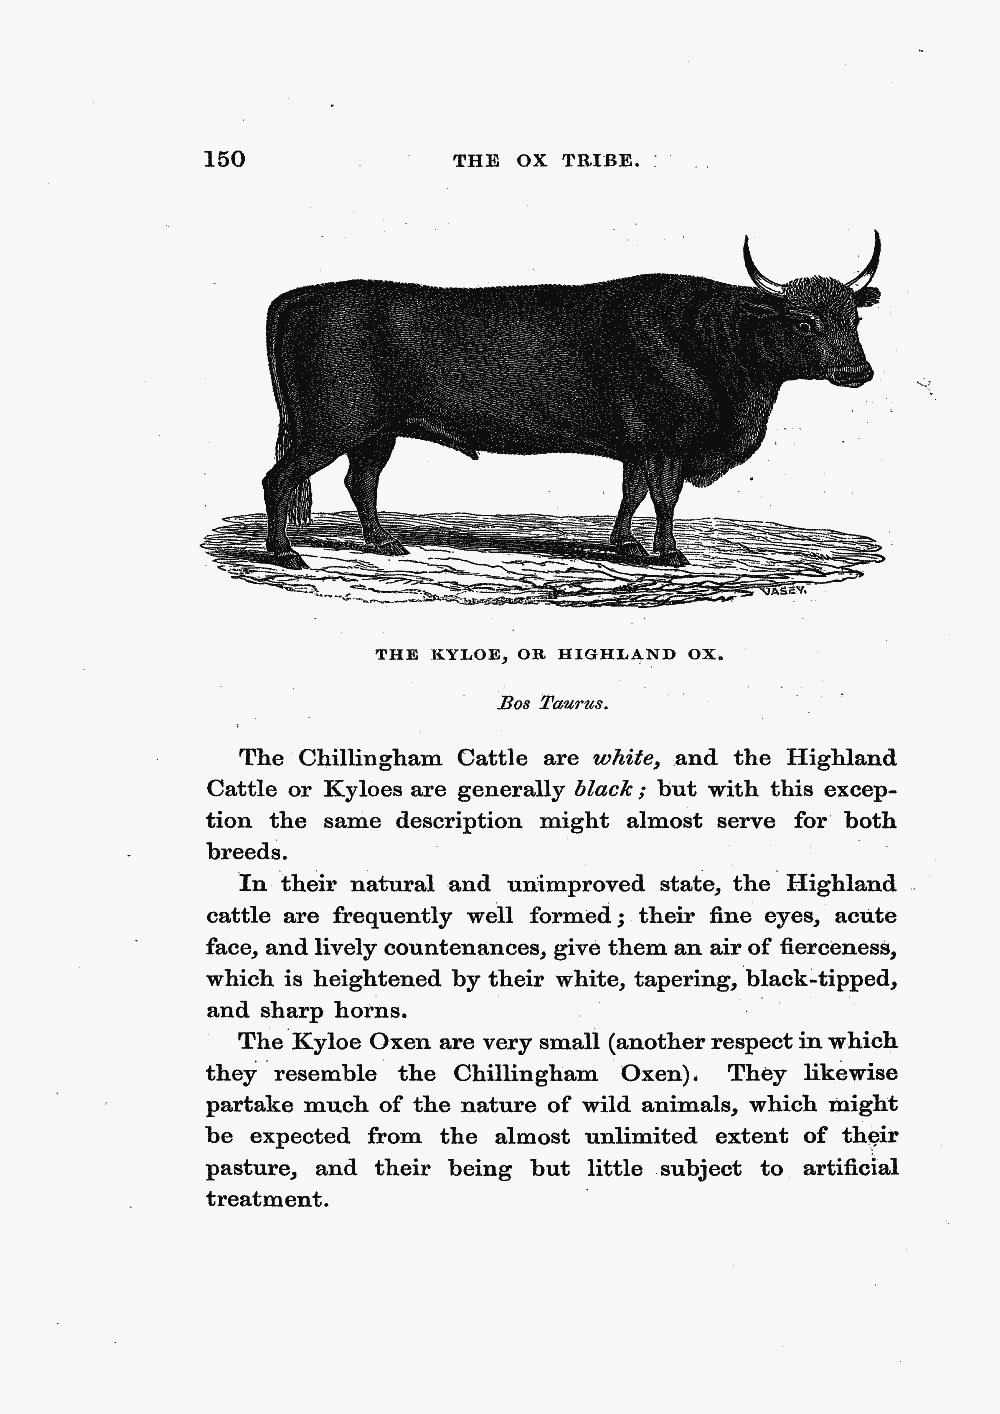 150 THE OX TRIBE.
VASEY.
THE KYLOE, OR HIGHLAND OX.
Bos Taurus.
The Chillingham Cattle are white, and the Highland
Cattle or Kyloes are generally black; but with this excep-
tion the same description might almost serve for both
breeds.
In their natural and unimproved state, the Highland
cattle are frequently well formed; their fine eyes, acute
face, and lively countenances, give them an air of fierceness,
which is heightened by their white, tapering, black-tipped,
and sharp horns.
The Kyloe Oxen are very small (another respect in which
they resemble the Chillingham Oxen). They likewise
partake much of the nature of wild animals, which might
be expected from the almost unlimited extent of their
pasture, and their being but little subject to artificial
treatment.